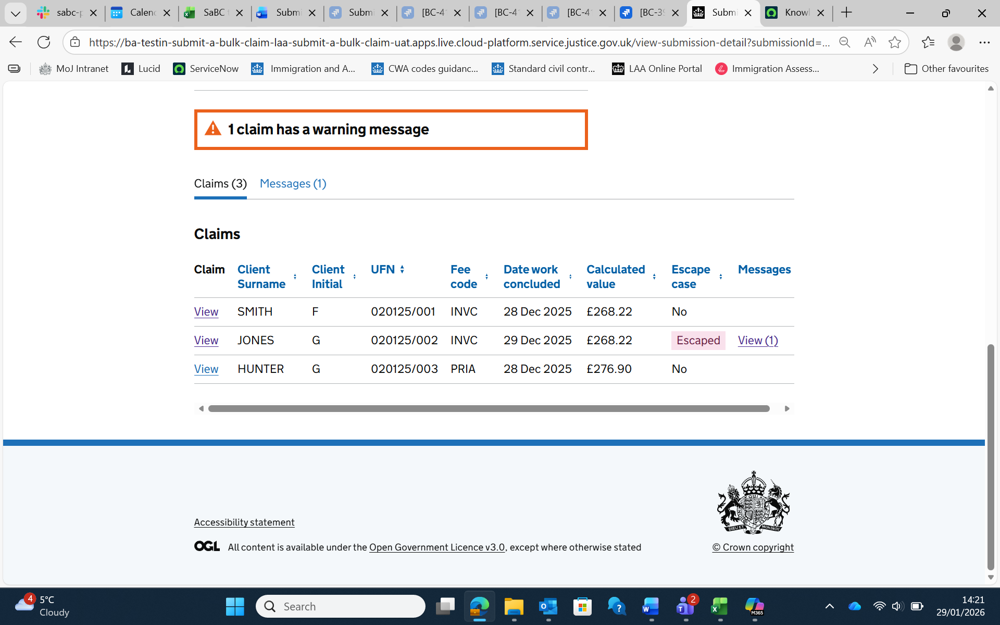 sabc-p
Calend
SaBC f
Submi
Submi
[BC-41
[BC-41
[BC-41
[BC-39
Submi
Knowl
https://ba-testin-submit-a-bulk-claim-laa-submit-a-bulk-claim-uat.apps.live.cloud-platform.service.justice.gov.uk/view-submission-detail?submissionId=...
MoJ Intranet
Lucid
ServiceNow
Immigration and A...
CWA codes guidanc...
Standard civil contr...
LAA Online Portal
Immigration Assess...
Other favourites
1 claim has a warning message
Claims (3) Messages (1)
Claims
Claim Client Surname Client Initial UFN Fee code Date work concluded Calculated value Escape case Messages
View SMITH F 020125/001 INVC 28 Dec 2025 £268.22 No
View JONES G 020125/002 INVC 29 Dec 2025 £268.22 Escaped View (1)
View HUNTER G 020125/003 PRIA 28 Dec 2025 £276.90 No
Accessibility statement
OGL All content is available under the Open Government Licence v3.0, except where otherwise stated
© Crown copyright
DIEU ET MON DROIT
4
5°C
Cloudy
Search
2
M365
14:21
29/01/2026